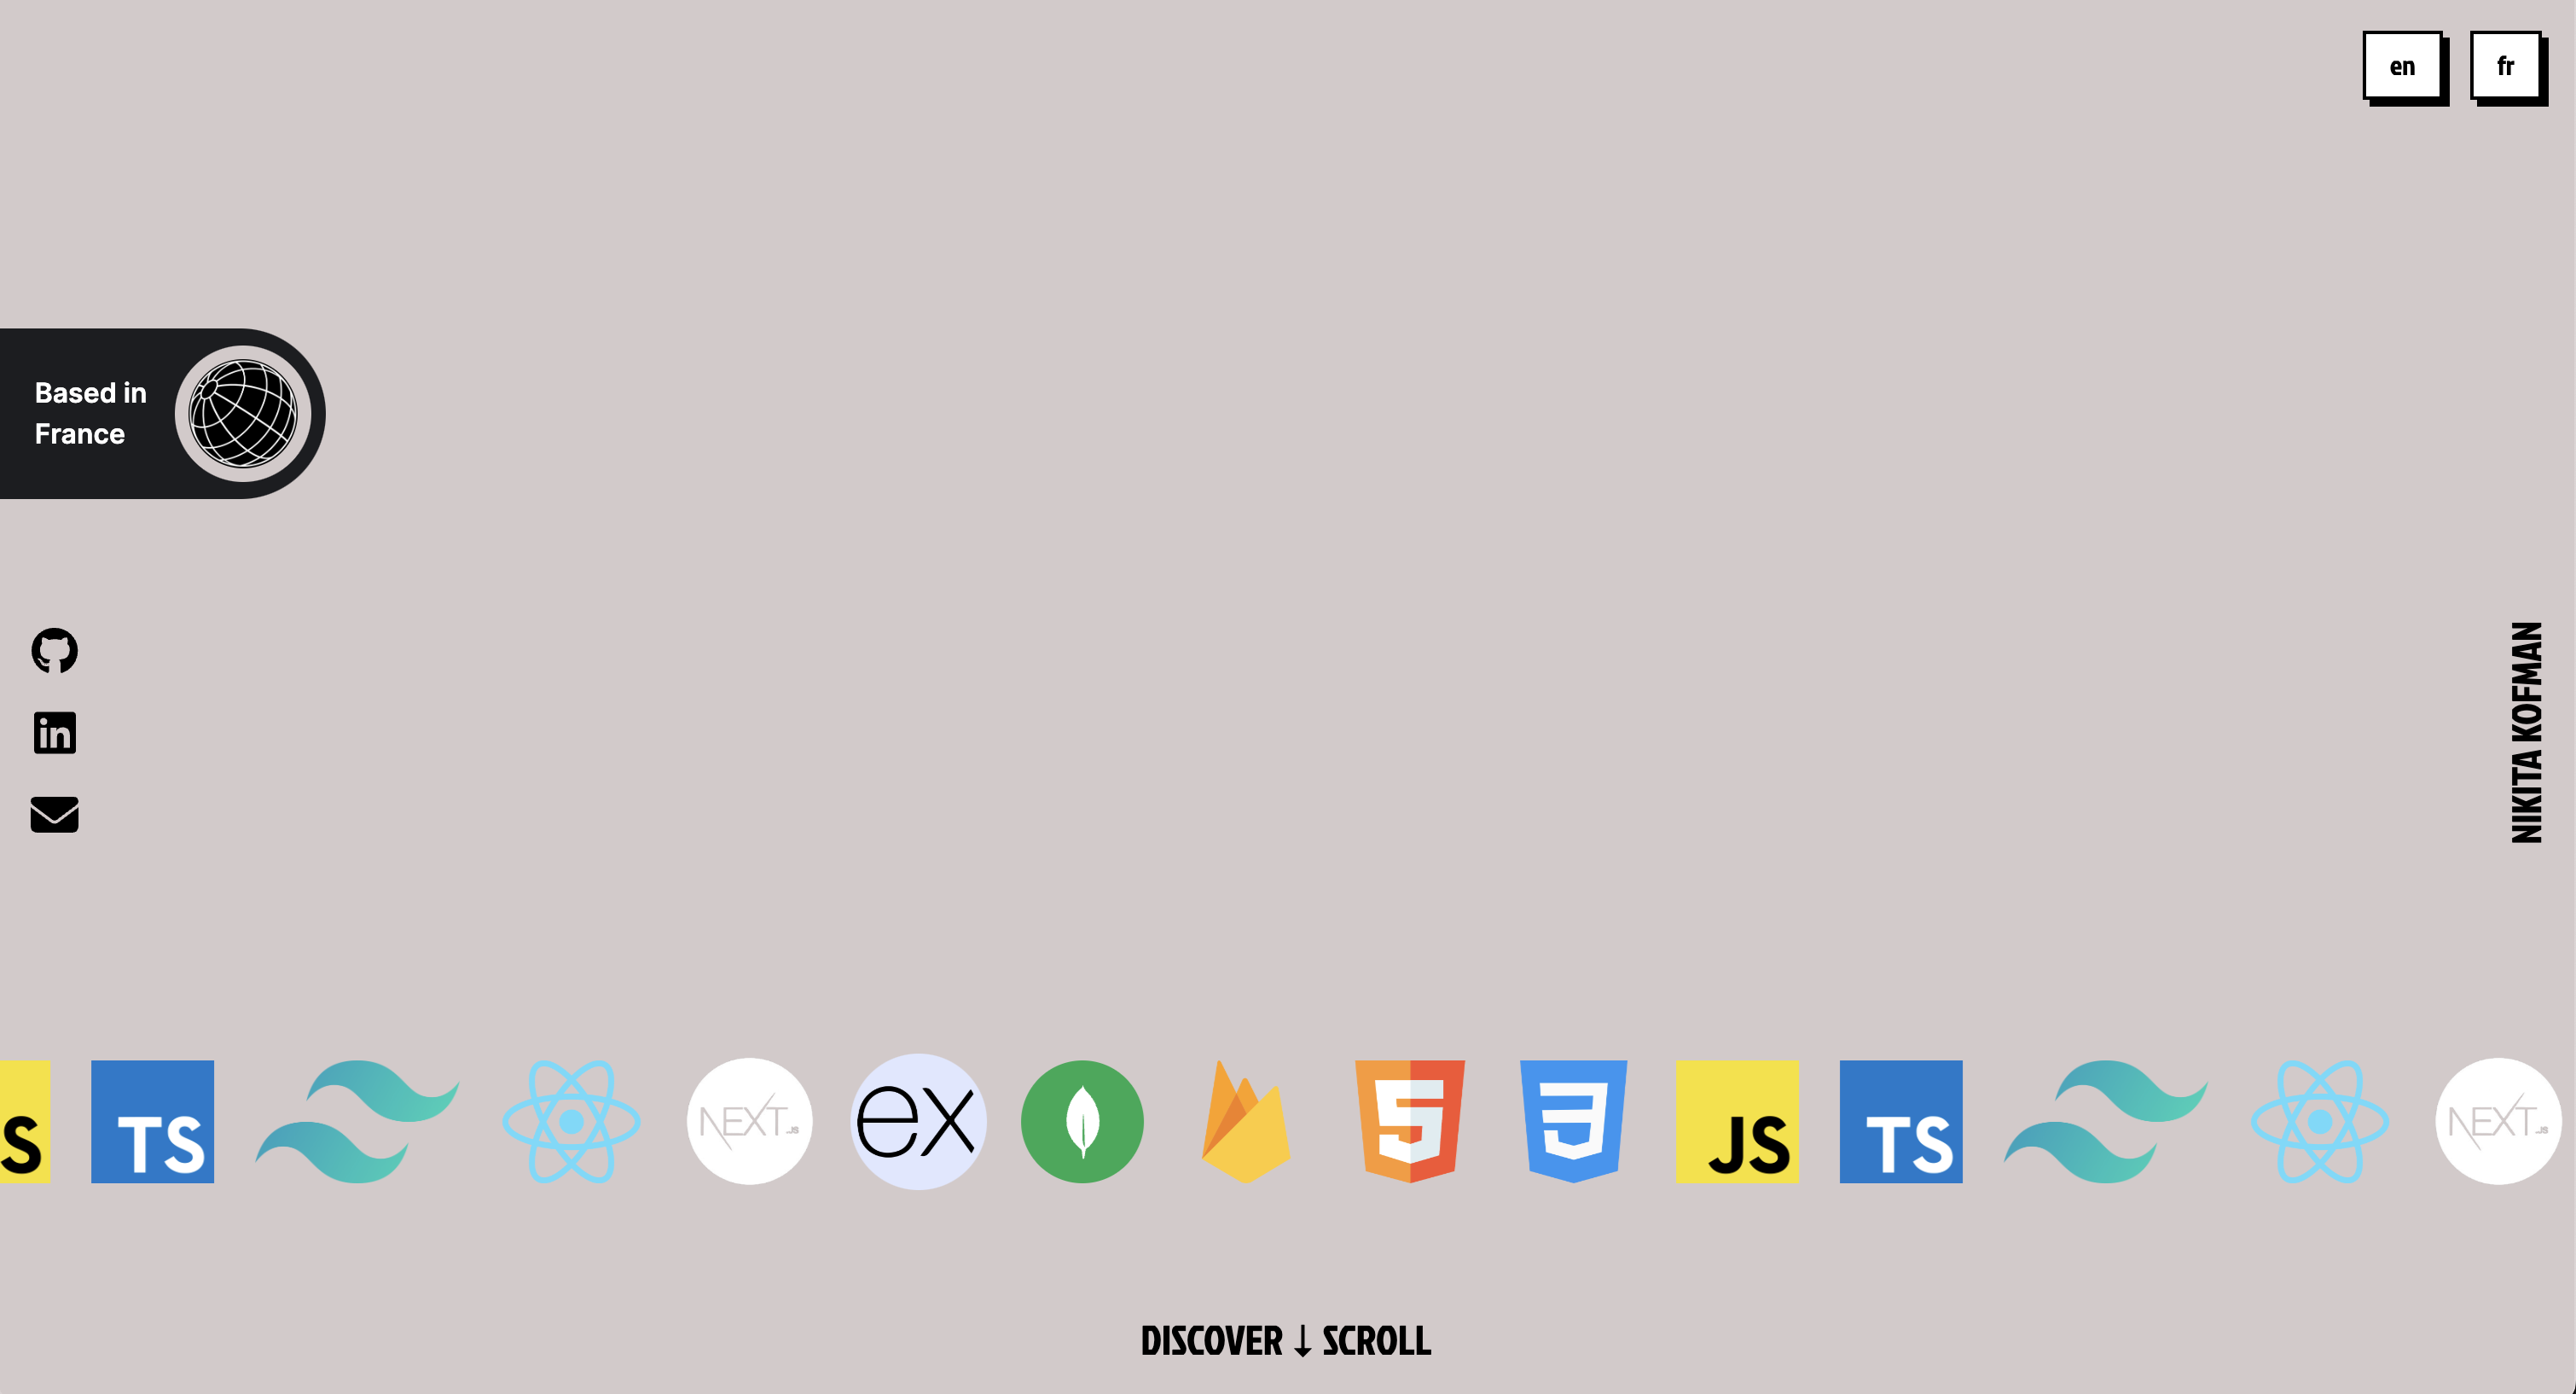 en fr
Based in
France
NIKITA KOFMAN
S TS NEXT.JS ex 5 3 JS TS NEXT.JS
DISCOVER ↓ SCROLL